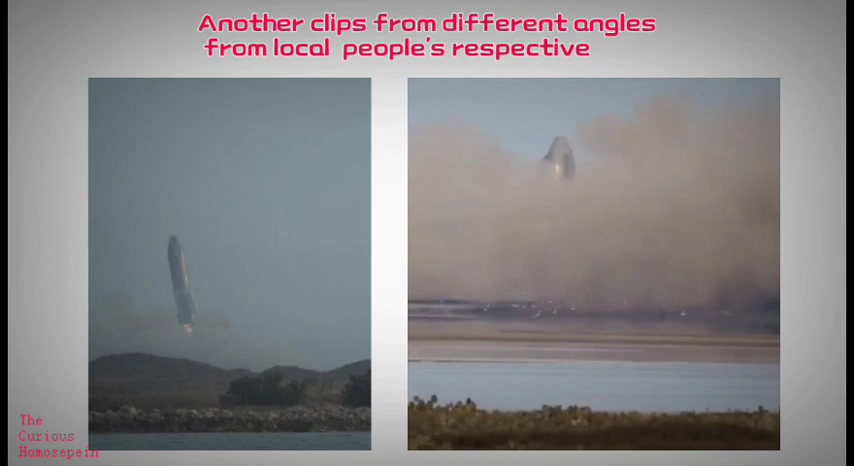 Another clips from different angles
from local people's respective
The
Curious
Homosepein